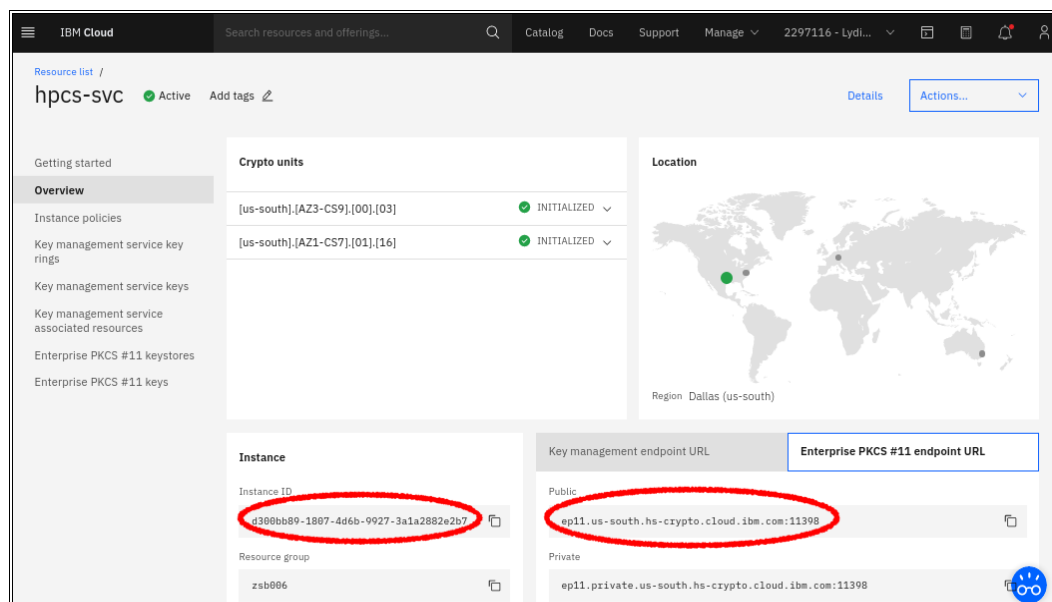 IBM Cloud
Search resources and offerings...
Catalog
Docs
Support
Manage
2297116 - Lydi...
Resource list /
hpcs-svc
Active
Add tags
Details
Actions...
Getting started
Overview
Instance policies
Key management service key
rings
Key management service keys
Key management service
associated resources
Enterprise PKCS #11 keystores
Enterprise PKCS #11 keys
Crypto units
[us-south].[AZ3-CS9].[00].[03]
INITIALIZED
[us-south].[AZ1-CS7].[01].[16]
INITIALIZED
Location
Region Dallas (us-south)
Instance
Instance ID
d300bb89-1807-4d6b-9927-3a1a2882e2b7
Resource group
zsb006
Key management endpoint URL
Enterprise PKCS #11 endpoint URL
Public
ep11.us-south.hs-crypto.cloud.ibm.com:11398
Private
ep11.private.us-south.hs-crypto.cloud.ibm.com:11398